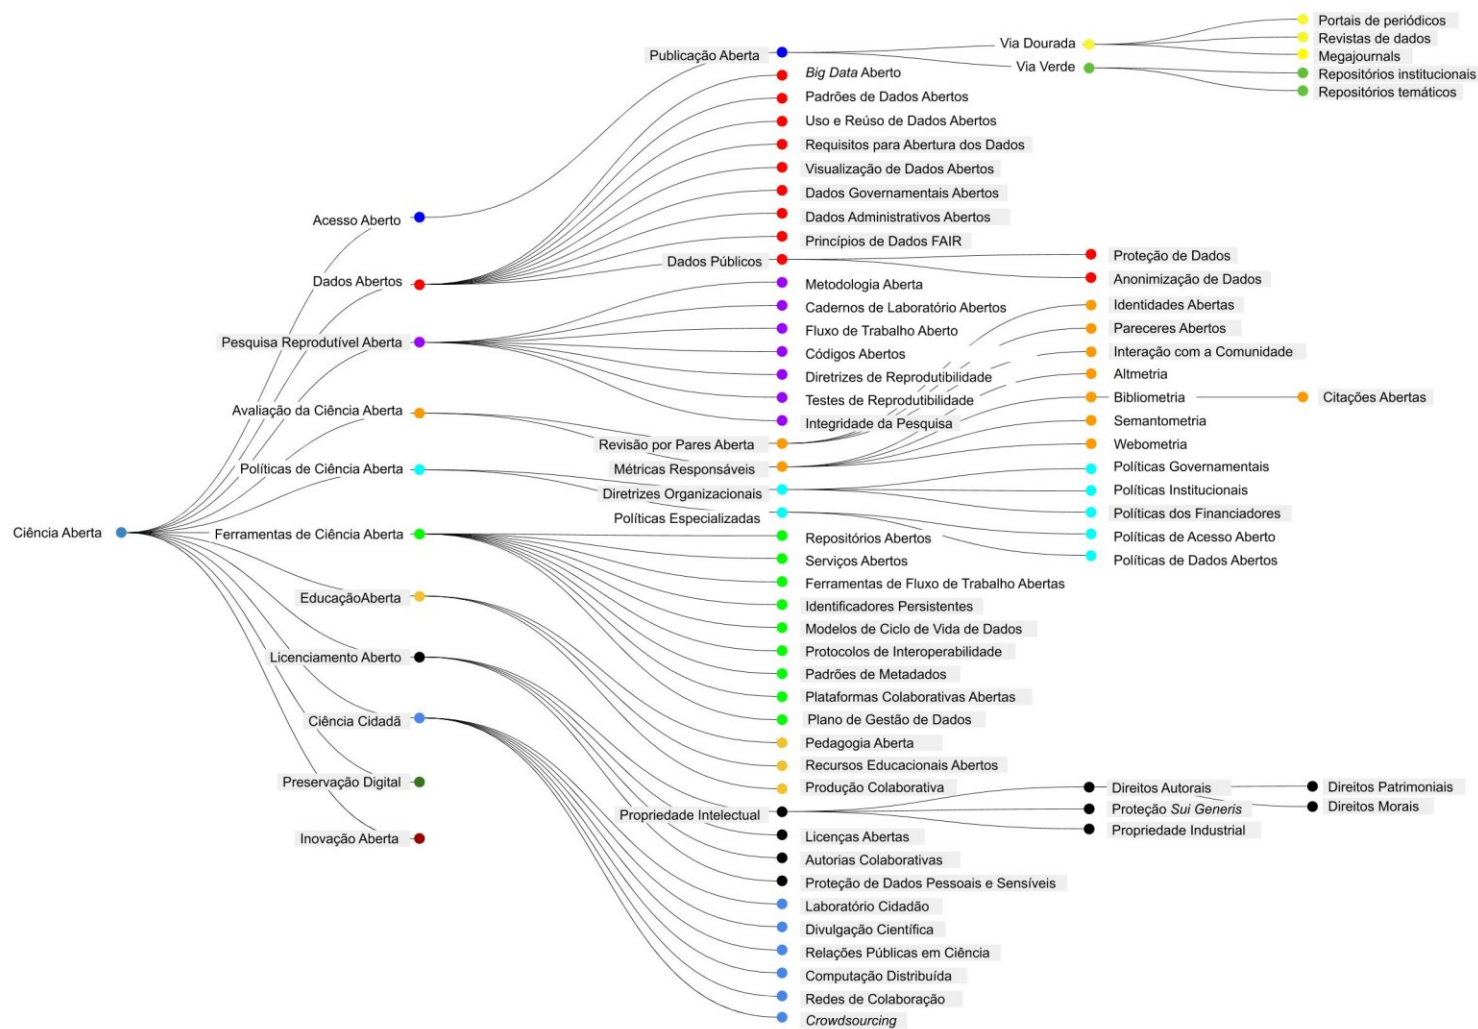 Ciência Aberta
Acesso Aberto
Dados Abertos
Pesquisa Reprodutível Aberta
Avaliação da Ciência Aberta
Políticas de Ciência Aberta
Ferramentas de Ciência Aberta
EducaçãoAberta
Licenciamento Aberto
Ciência Cidadã
Preservação Digital
Inovação Aberta
Publicação Aberta
Big Data Aberto
Padrões de Dados Abertos
Uso e Reúso de Dados Abertos
Requisitos para Abertura dos Dados
Visualização de Dados Abertos
Dados Governamentais Abertos
Dados Administrativos Abertos
Princípios de Dados FAIR
Dados Públicos
Metodologia Aberta
Cadernos de Laboratório Abertos
Fluxo de Trabalho Aberto
Códigos Abertos
Diretrizes de Reprodutibilidade
Testes de Reprodutibilidade
Integridade da Pesquisa
Revisão por Pares Aberta
Métricas Responsáveis
Diretrizes Organizacionais
Políticas Especializadas
Repositórios Abertos
Serviços Abertos
Ferramentas de Fluxo de Trabalho Abertas
Identificadores Persistentes
Modelos de Ciclo de Vida de Dados
Protocolos de Interoperabilidade
Padrões de Metadados
Plataformas Colaborativas Abertas
Plano de Gestão de Dados
Pedagogia Aberta
Recursos Educacionais Abertos
Produção Colaborativa
Propriedade Intelectual
Licenças Abertas
Autorias Colaborativas
Proteção de Dados Pessoais e Sensíveis
Laboratório Cidadão
Divulgação Científica
Relações Públicas em Ciência
Computação Distribuída
Redes de Colaboração
Crowdsourcing
Via Dourada
Via Verde
Proteção de Dados
Anonimização de Dados
Identidades Abertas
Pareceres Abertos
Interação com a Comunidade
Altmetria
Bibliometria
Semantometria
Webometria
Políticas Governamentais
Políticas Institucionais
Políticas dos Financiadores
Políticas de Acesso Aberto
Políticas de Dados Abertos
Direitos Autorais
Proteção Sui Generis
Propriedade Industrial
Portais de periódicos
Revistas de dados
Megajournals
Repositórios institucionais
Repositórios temáticos
Citações Abertas
Direitos Patrimoniais
Direitos Morais